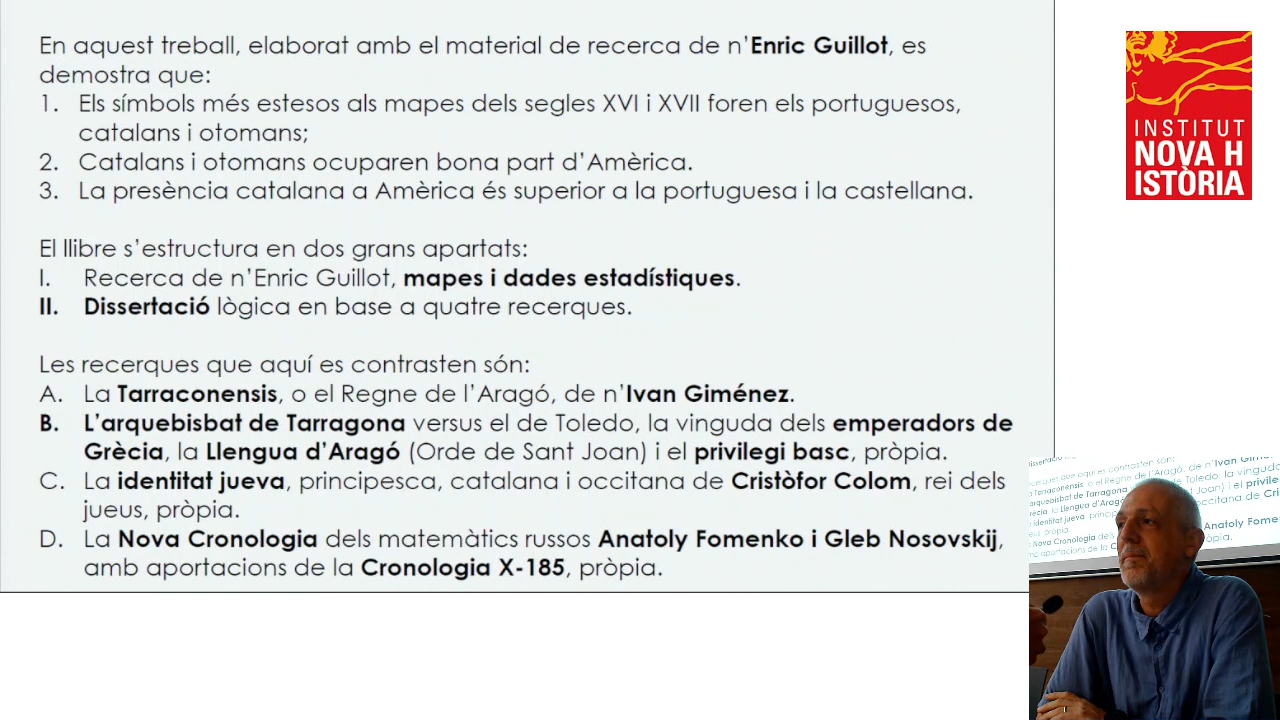 En aquest treball, elaborat amb el material de recerca de n’Enric Guillot, es
demostra que:
1. Els símbols més estesos als mapes dels segles XVI i XVII foren els portuguesos,
catalans i otomans;
2. Catalans i otomans ocuparen bona part d’Amèrica.
3. La presència catalana a Amèrica és superior a la portuguesa i la castellana.
El llibre s’estructura en dos grans apartats:
I. Recerca de n’Enric Guillot, mapes i dades estadístiques.
II. Dissertació lògica en base a quatre recerques.
Les recerques que aquí es contrasten són:
A. La Tarraconensis, o el Regne de l’Aragó, de n’Ivan Giménez.
B. L’arquebisbat de Tarragona versus el de Toledo, la vinguda dels emperadors de
Grècia, la Llengua d’Aragó (Orde de Sant Joan) i el privilegi basc, pròpia.
C. La identitat jueva, principesca, catalana i occitana de Cristòfor Colom, rei dels
jueus, pròpia.
D. La Nova Cronologia dels matemàtics russos Anatoly Fomenko i Gleb Nosovskij,
amb aportacions de la Cronologia X-185, pròpia.
INSTITUT
NOVA H
ISTÒRIA